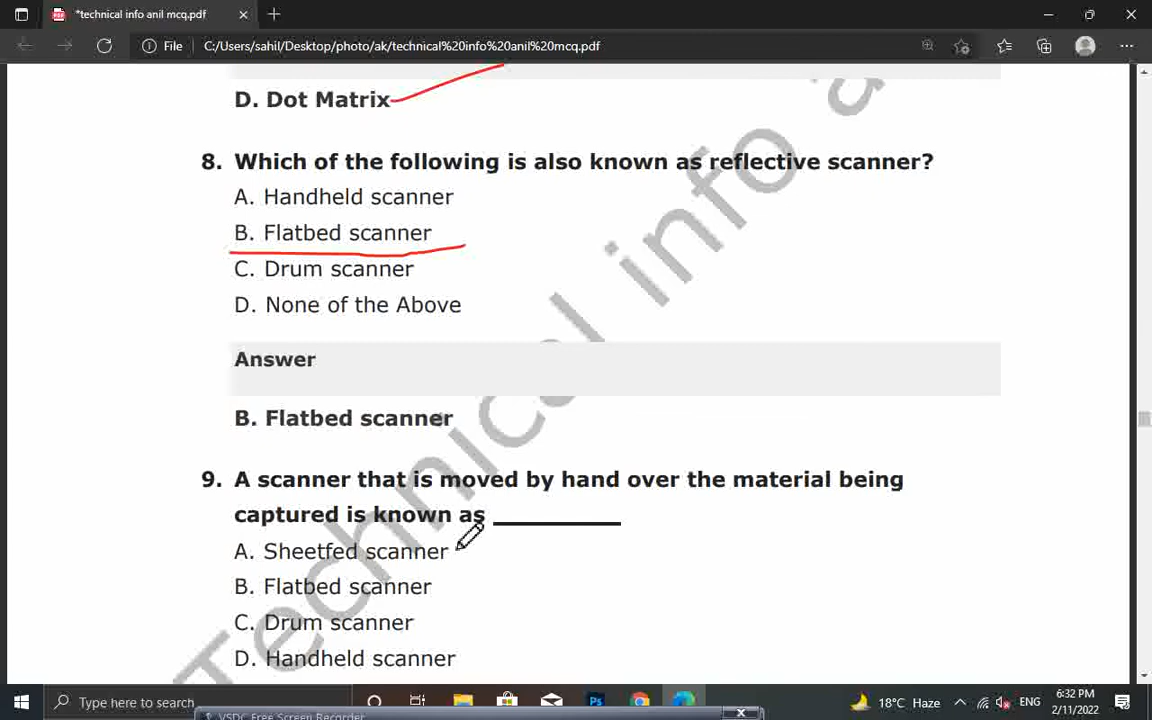 *technical info anil mcq.pdf
File
C:/Users/sahil/Desktop/photo/ak/technical%20info%20anil%20mcq.pdf
D. Dot Matrix
8. Which of the following is also known as reflective scanner?
A. Handheld scanner
B. Flatbed scanner
C. Drum scanner
D. None of the Above
Answer
B. Flatbed scanner
9. A scanner that is moved by hand over the material being
captured is known as __________
A. Sheetfed scanner
B. Flatbed scanner
C. Drum scanner
D. Handheld scanner
Technical info a
Type here to search
Ps
18°C Haze
ENG
6:32 PM
2/11/2022
VSDC Free Screen Recorder